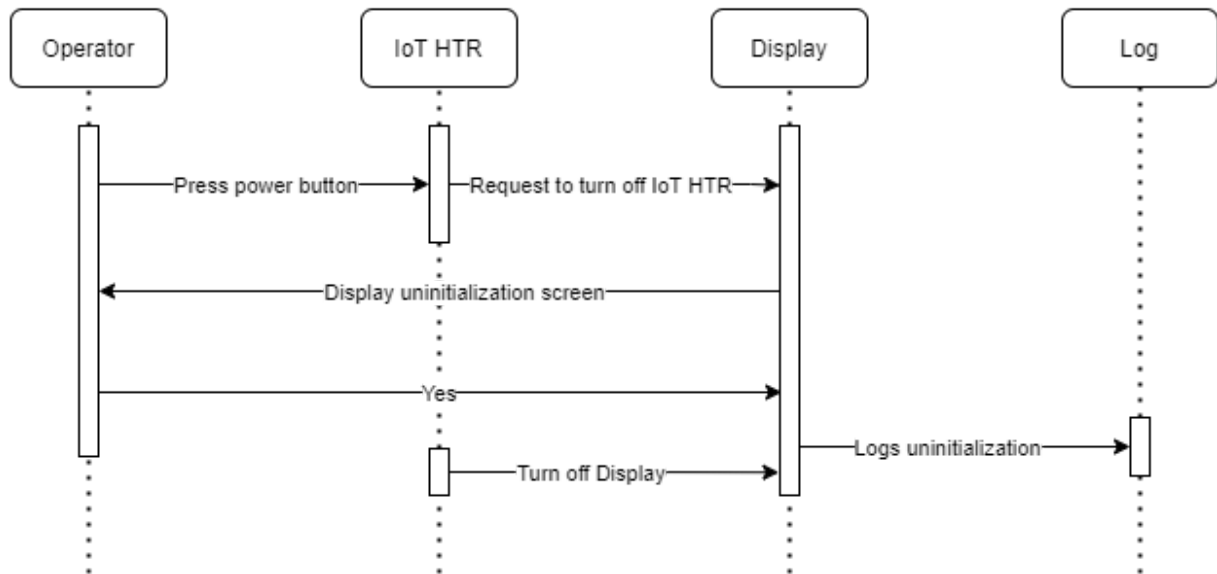 Operator
IoT HTR
Display
Log
Press power button
Request to turn off IoT HTR
Display uninitialization screen
Yes
Logs uninitialization
Turn off Display